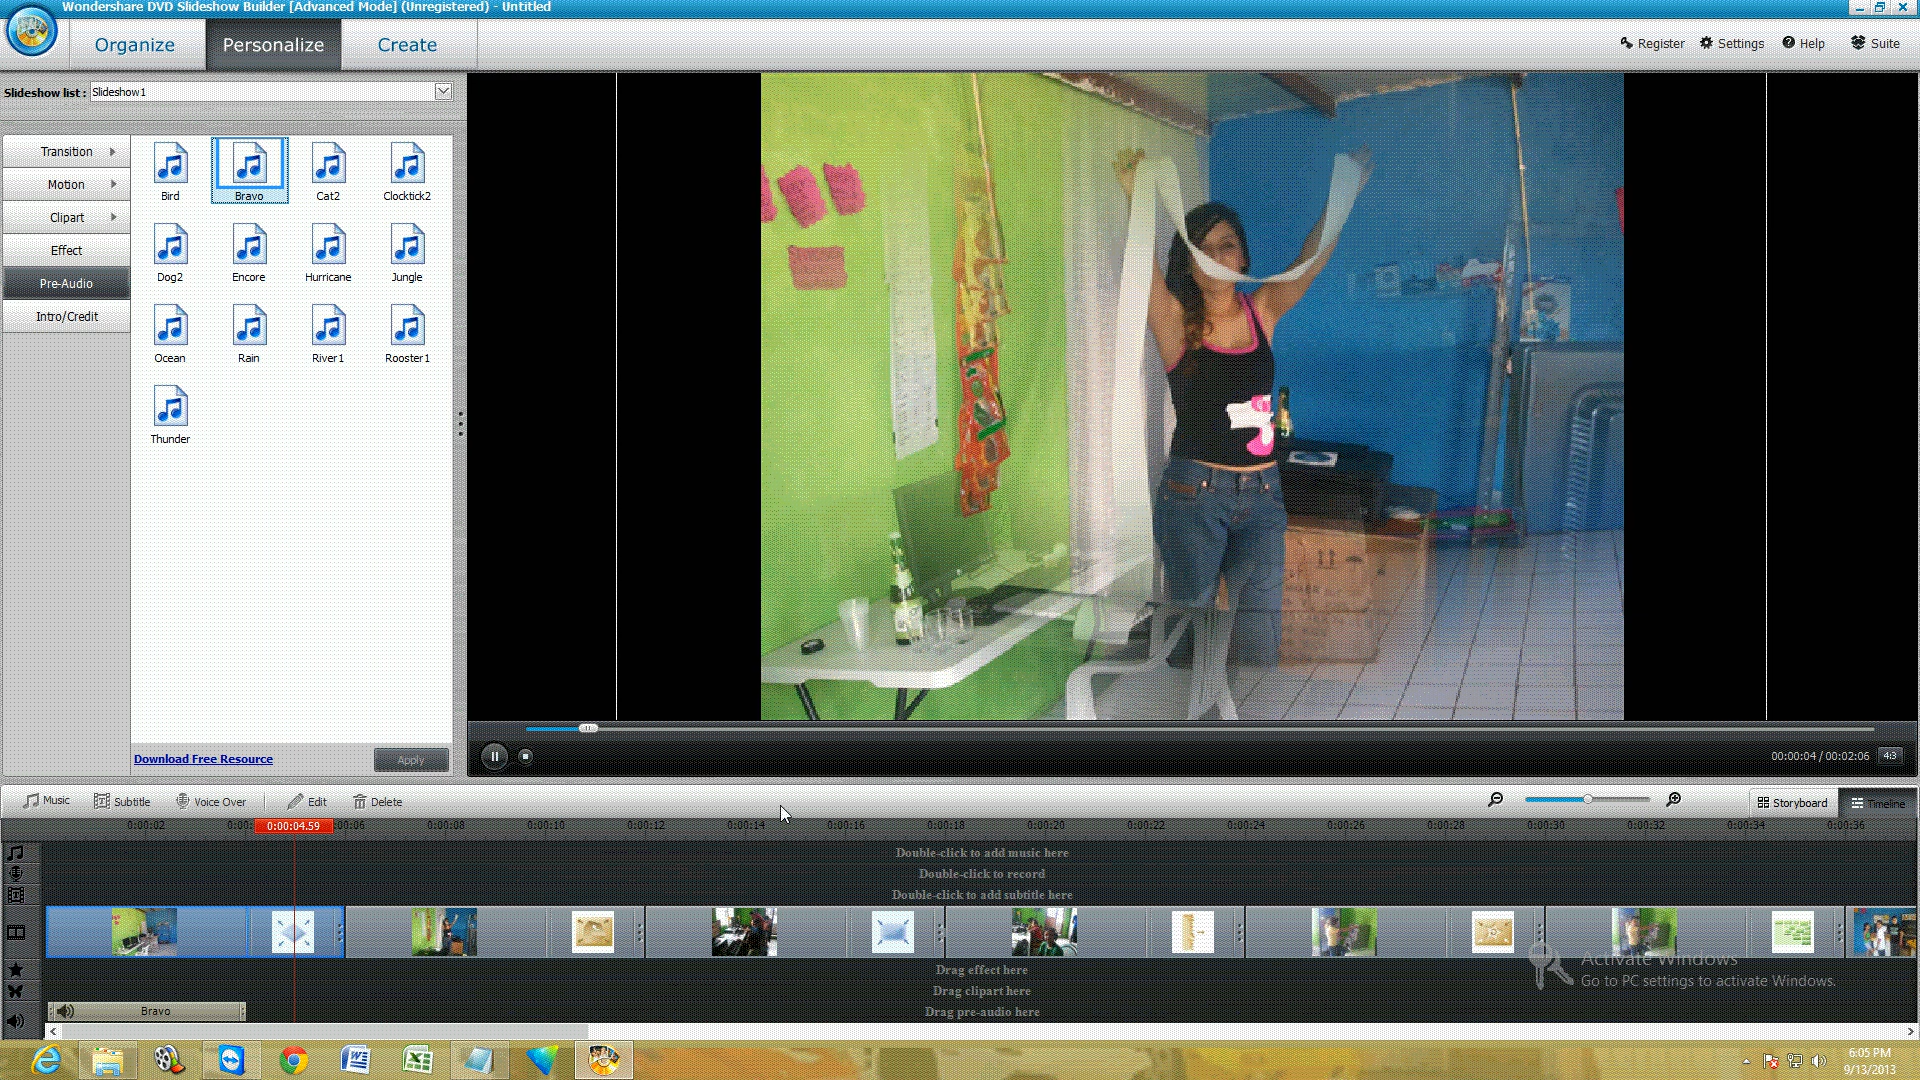 Wondershare DVD Slideshow Builder [Advanced Mode] (Unregistered) - Untitled
Organize
Personalize
Create
Register
Settings
Help
Suite
Slideshow list :
Slideshow1
Transition
Motion
Clipart
Effect
Pre-Audio
Intro/Credit
Bird
Bravo
Cat2
Clocktick2
Dog2
Encore
Hurricane
Jungle
Ocean
Rain
River1
Rooster1
Thunder
Download Free Resource
Apply
00:00:04 / 00:02:06
4:3
Music
Subtitle
Voice Over
Edit
Delete
Storyboard
Timeline
0:00:02
0:00:
0:00:04.59
0:00:06
0:00:08
0:00:10
0:00:12
0:00:14
0:00:16
0:00:18
0:00:20
0:00:22
0:00:24
0:00:26
0:00:28
0:00:30
0:00:32
0:00:34
0:00:36
Double-click to add music here
Double-click to record
Double-click to add subtitle here
Drag effect here
Drag clipart here
Drag pre-audio here
Bravo
Activate Windows
Go to PC settings to activate Windows.
6:05 PM
9/13/2013